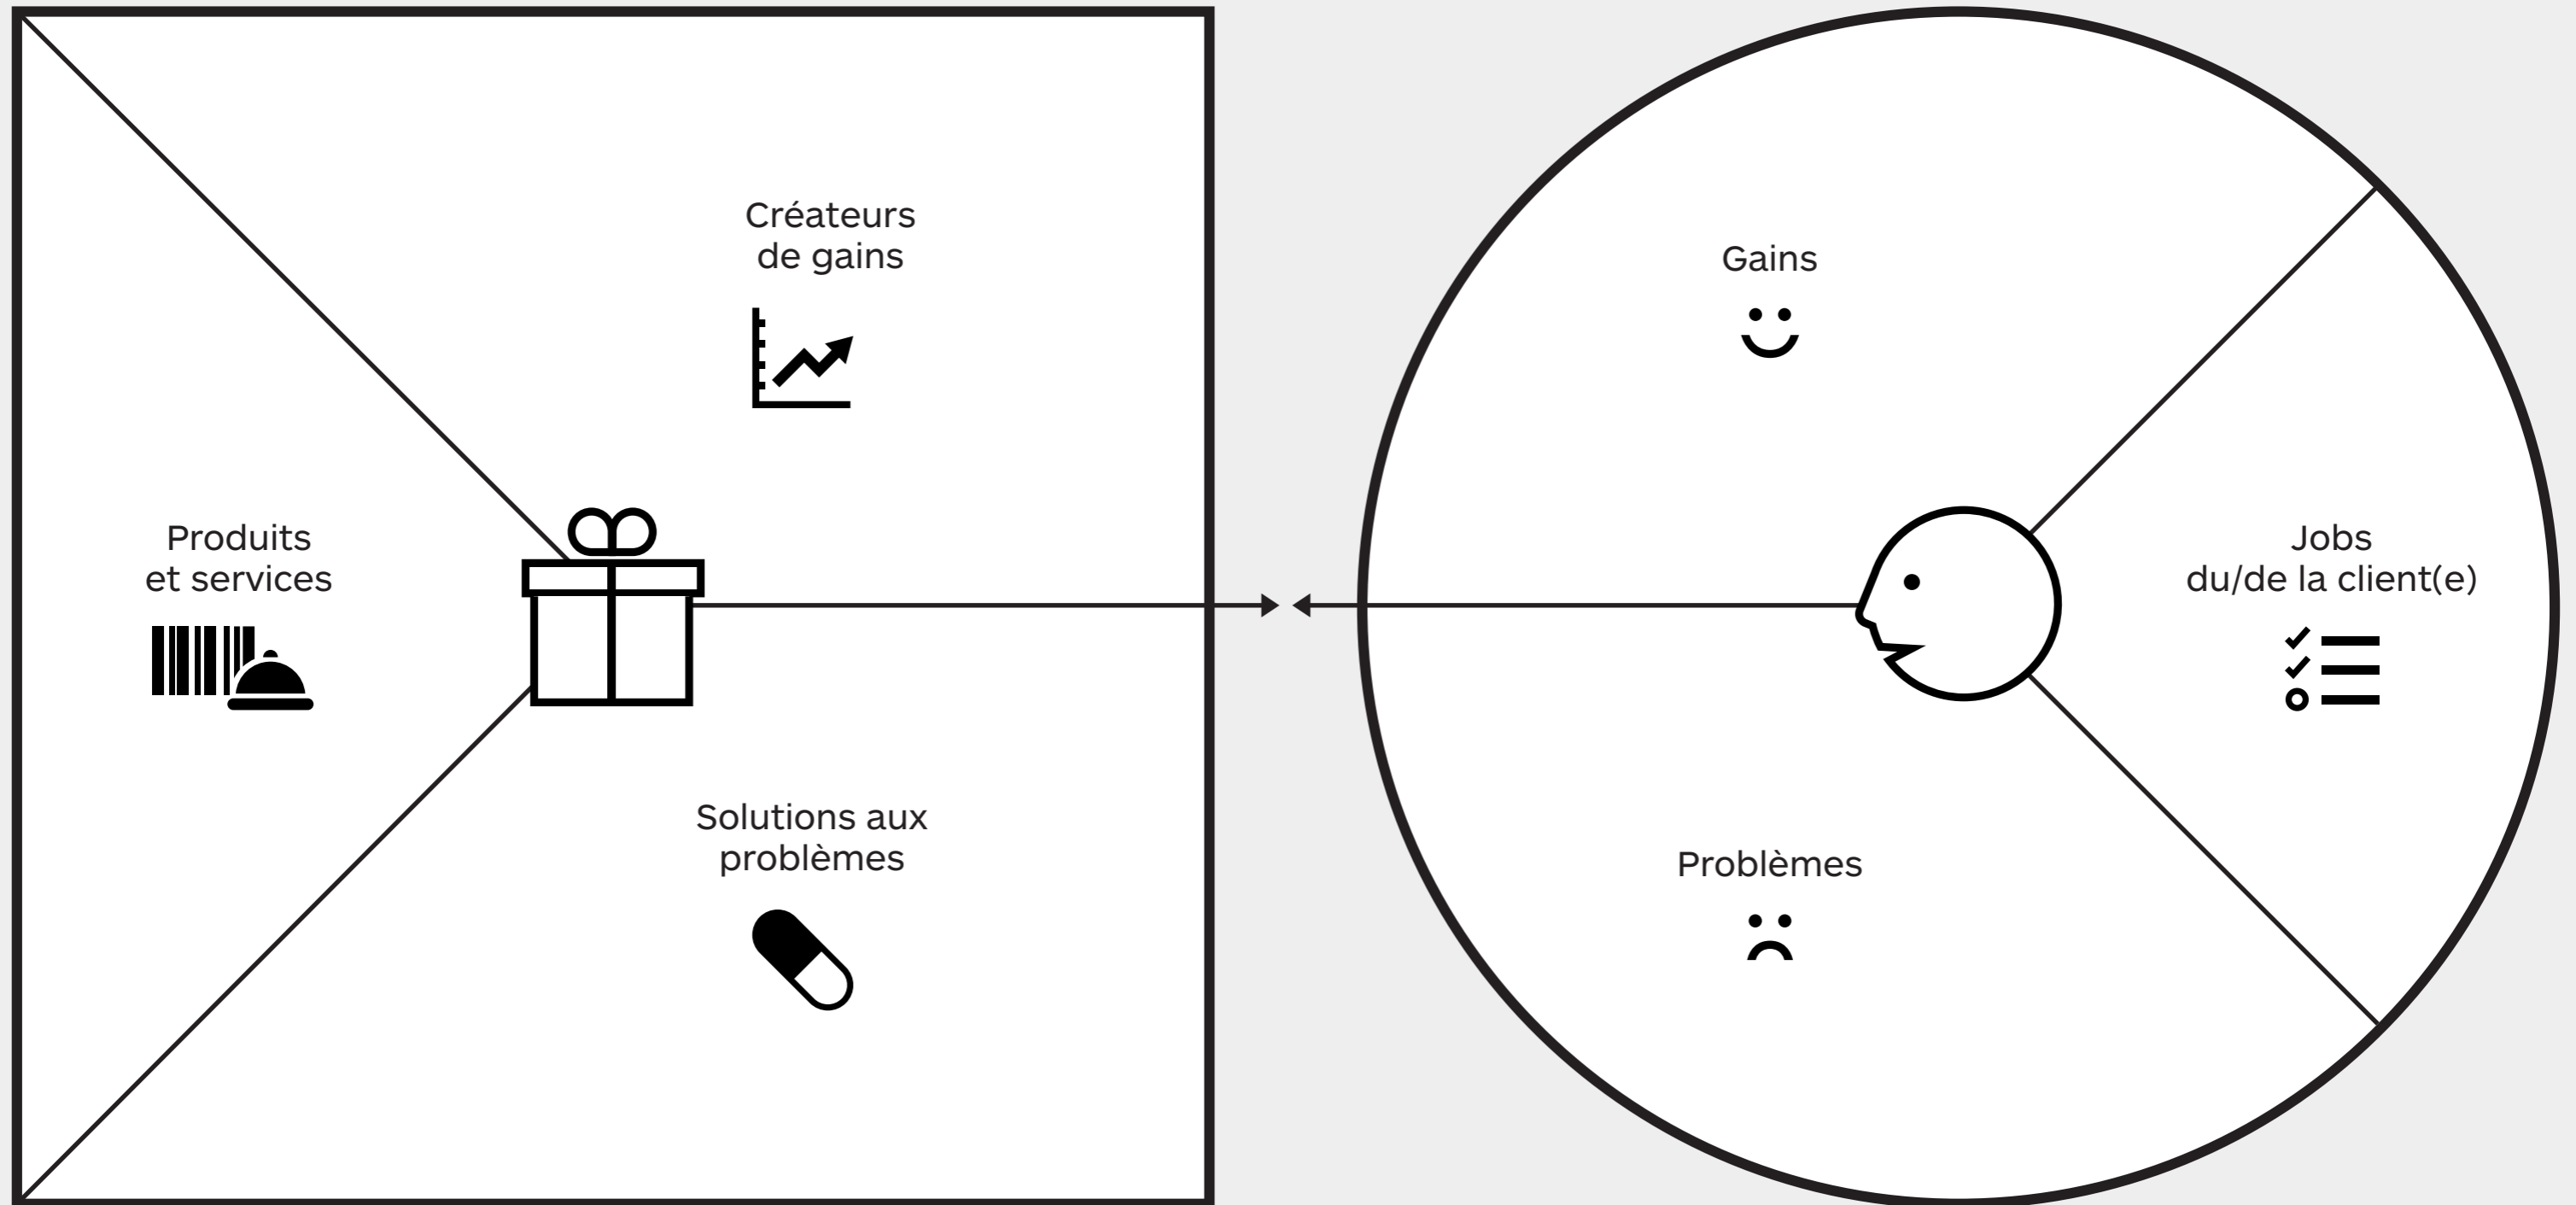 Créateurs
de gains
Produits
et services
Solutions aux
problèmes
Gains
Jobs
du/de la client(e)
Problèmes